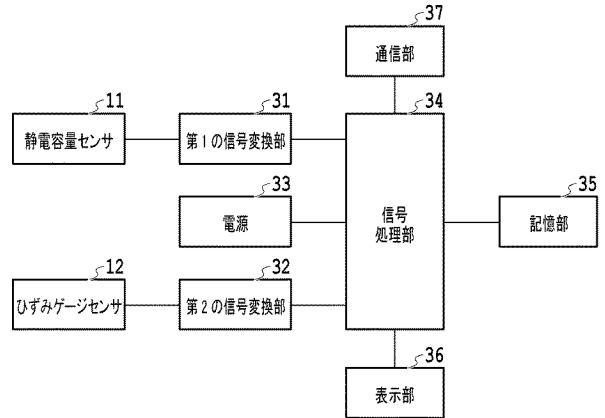 37
通信部
11
静電容量センサ
31
第1の信号変換部
34
信号
処理部
33
電源
35
記憶部
12
ひずみゲージセンサ
32
第2の信号変換部
36
表示部